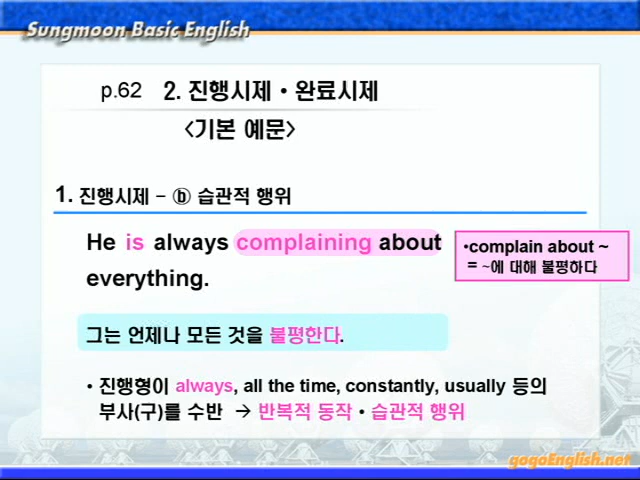 Sungmoon Basic English
p.62 2. 진행시제 • 완료시제
<기본 예문>
1. 진행시제 – ⓑ 습관적 행위
He is always complaining about
everything.
•complain about ~
= ~에 대해 불평하다
그는 언제나 모든 것을 불평한다.
• 진행형이 always, all the time, constantly, usually 등의
부사(구)를 수반 → 반복적 동작 • 습관적 행위
gogoEnglish.net